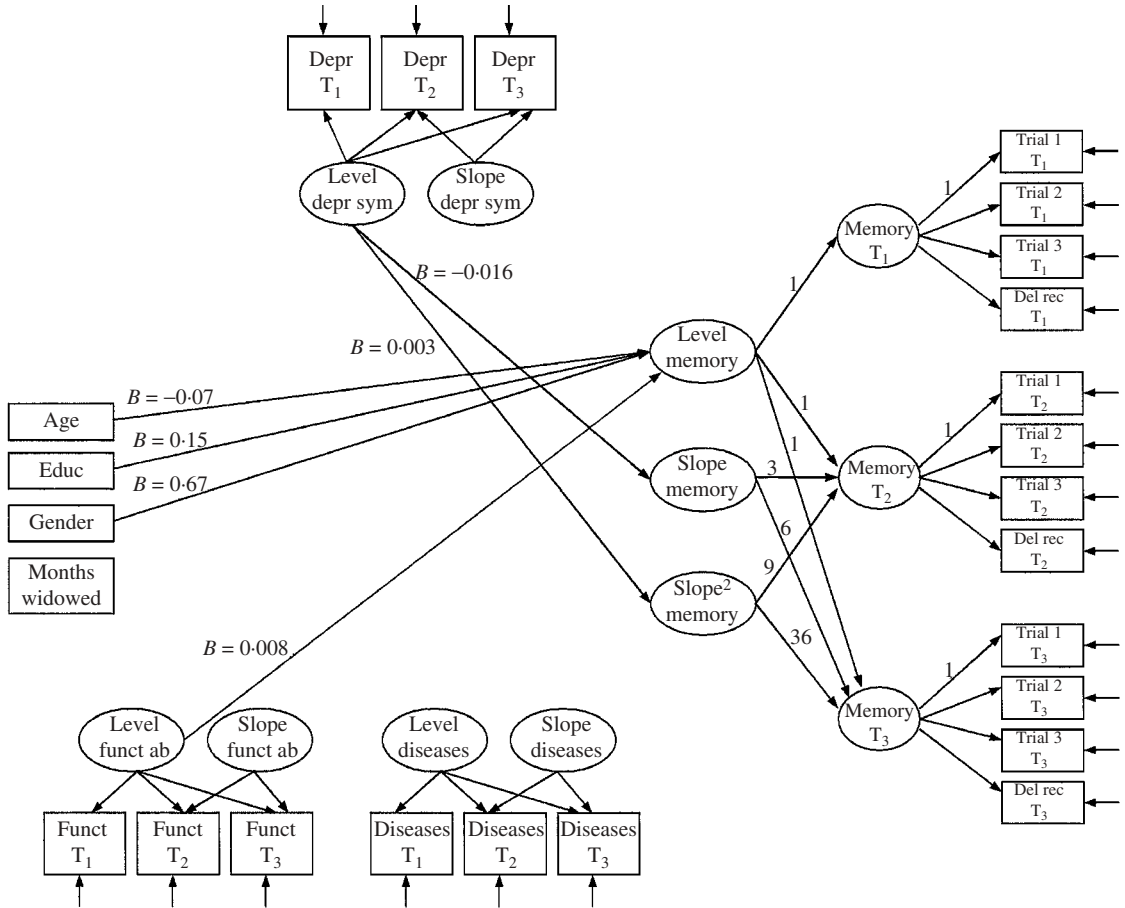 Depr
T₁
Depr
T₂
Depr
T₃
Level
depr sym
Slope
depr sym
B = −0·016
B = 0·003
B = −0·07
B = 0·15
B = 0·67
B = 0·008
Age
Educ
Gender
Months
widowed
Level
memory
Slope
memory
Slope²
memory
1
1
1
3
6
9
36
Memory
T₁
Memory
T₂
Memory
T₃
1
Trial 1
T₁
Trial 2
T₁
Trial 3
T₁
Del rec
T₁
1
Trial 1
T₂
Trial 2
T₂
Trial 3
T₂
Del rec
T₂
1
Trial 1
T₃
Trial 2
T₃
Trial 3
T₃
Del rec
T₃
Level
funct ab
Slope
funct ab
Level
diseases
Slope
diseases
Funct
T₁
Funct
T₂
Funct
T₃
Diseases
T₁
Diseases
T₂
Diseases
T₃